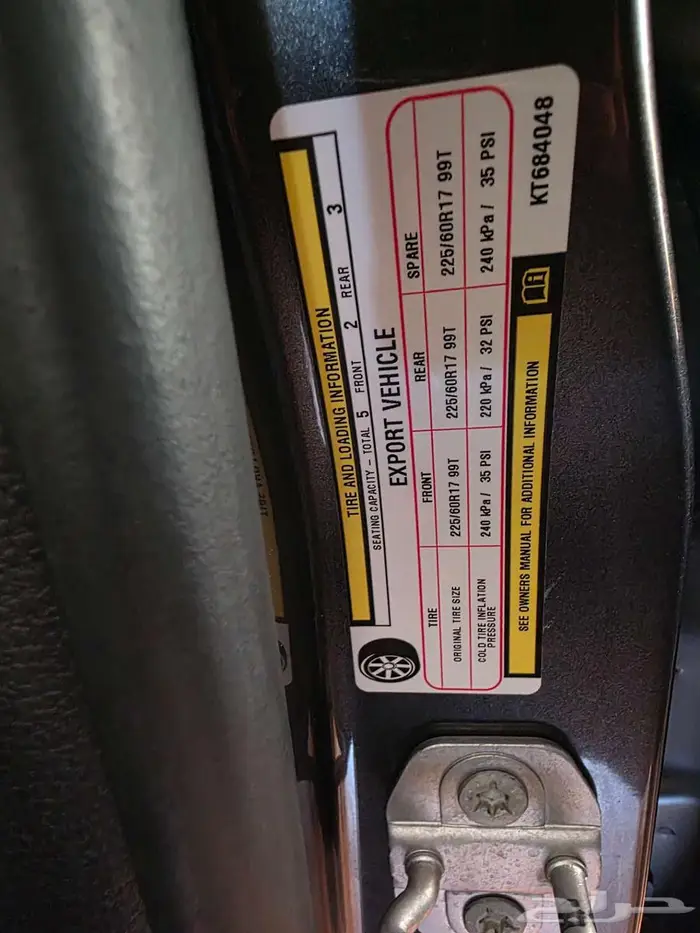 TIRE AND LOADING INFORMATION
SEATING CAPACITY – TOTAL 5 FRONT 2 REAR 3
EXPORT VEHICLE
TIRE FRONT REAR SPARE
ORIGINAL TIRE SIZE 225/60R17 99T 225/60R17 99T 225/60R17 99T
COLD TIRE INFLATION PRESSURE 240 kPa / 35 PSI 220 kPa / 32 PSI 240 kPa / 35 PSI
SEE OWNERS MANUAL FOR ADDITIONAL INFORMATION
KT684048
حراج